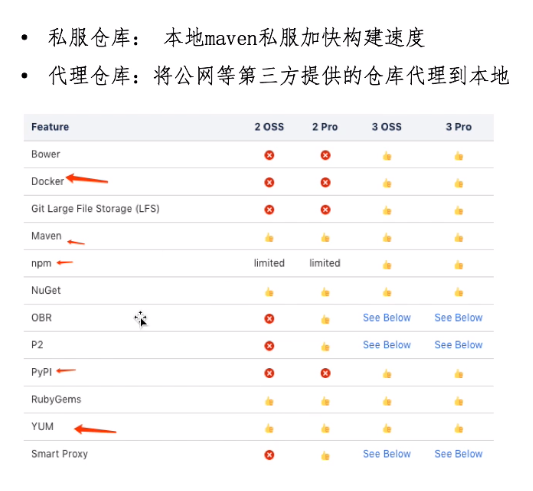 • 私服仓库： 本地maven私服加快构建速度
• 代理仓库：将公网等第三方提供的仓库代理到本地
Feature 2 OSS 2 Pro 3 OSS 3 Pro
Bower
Docker
Git Large File Storage (LFS)
Maven
npm limited limited
NuGet
OBR See Below See Below
P2 See Below See Below
PyPI
RubyGems
YUM
Smart Proxy See Below See Below